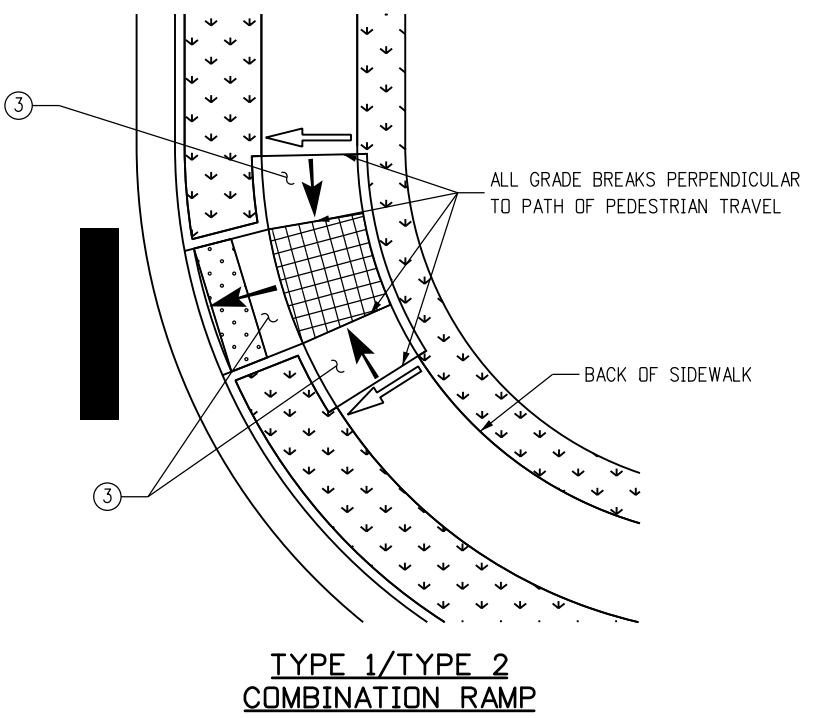 3
ALL GRADE BREAKS PERPENDICULAR
TO PATH OF PEDESTRIAN TRAVEL
BACK OF SIDEWALK
3
TYPE 1/TYPE 2
COMBINATION RAMP